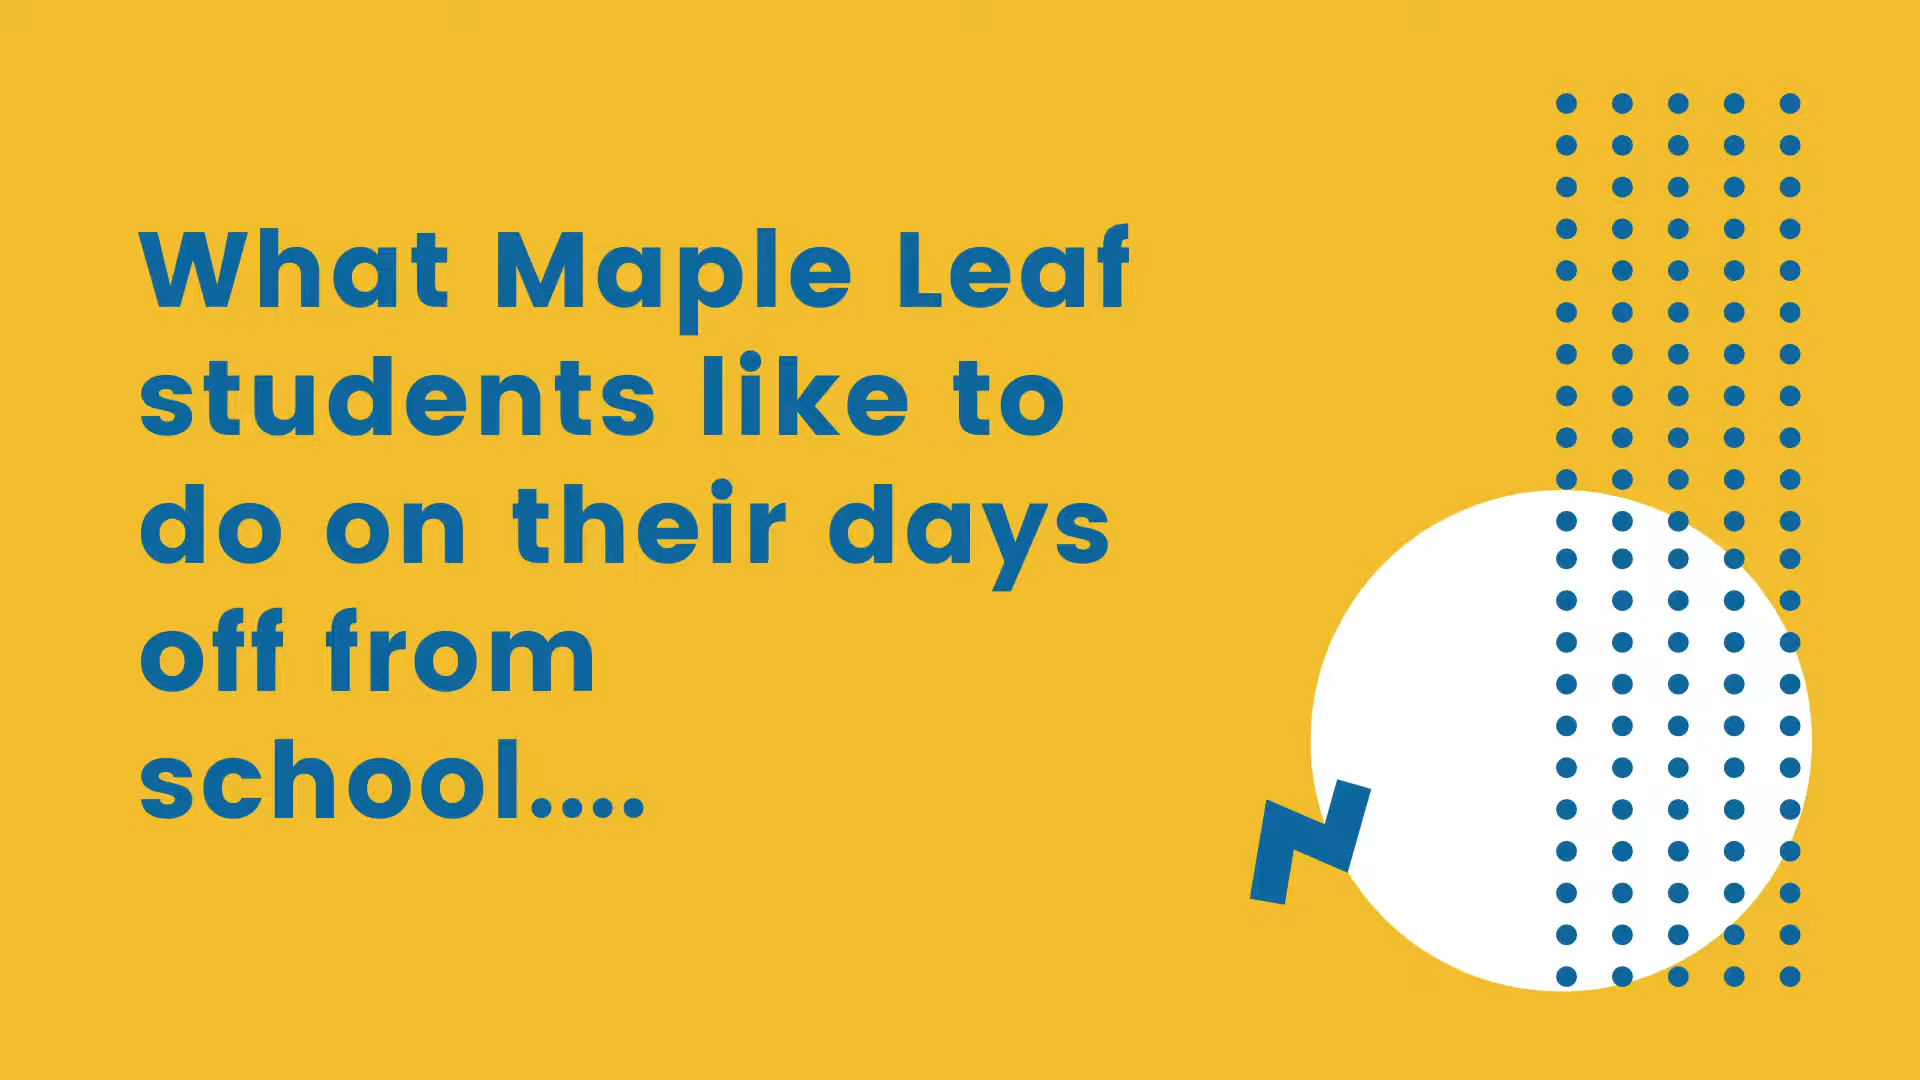 What Maple Leaf
students like to
do on their days
off from
school....